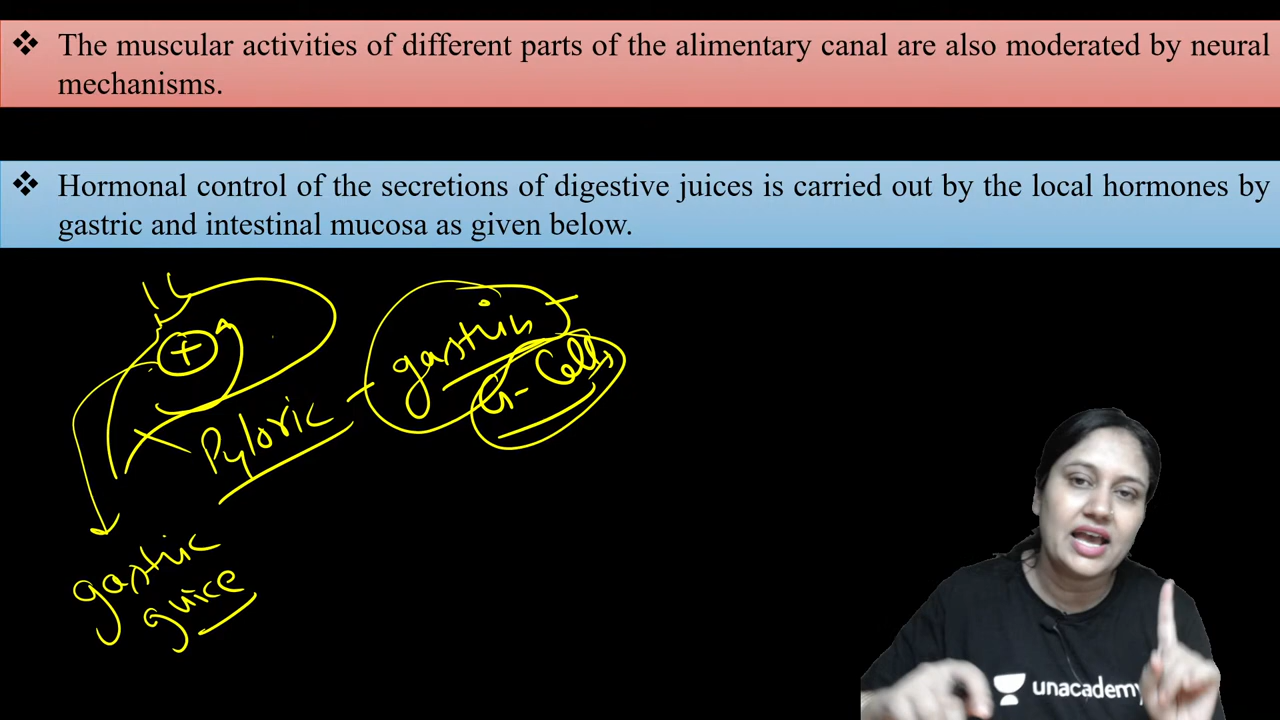 ❖ The muscular activities of different parts of the alimentary canal are also moderated by neural
mechanisms.
❖ Hormonal control of the secretions of digestive juices is carried out by the local hormones by
gastric and intestinal mucosa as given below.
+
gastrin
G-Cells
Pyloric
gastric
guice
unacademy